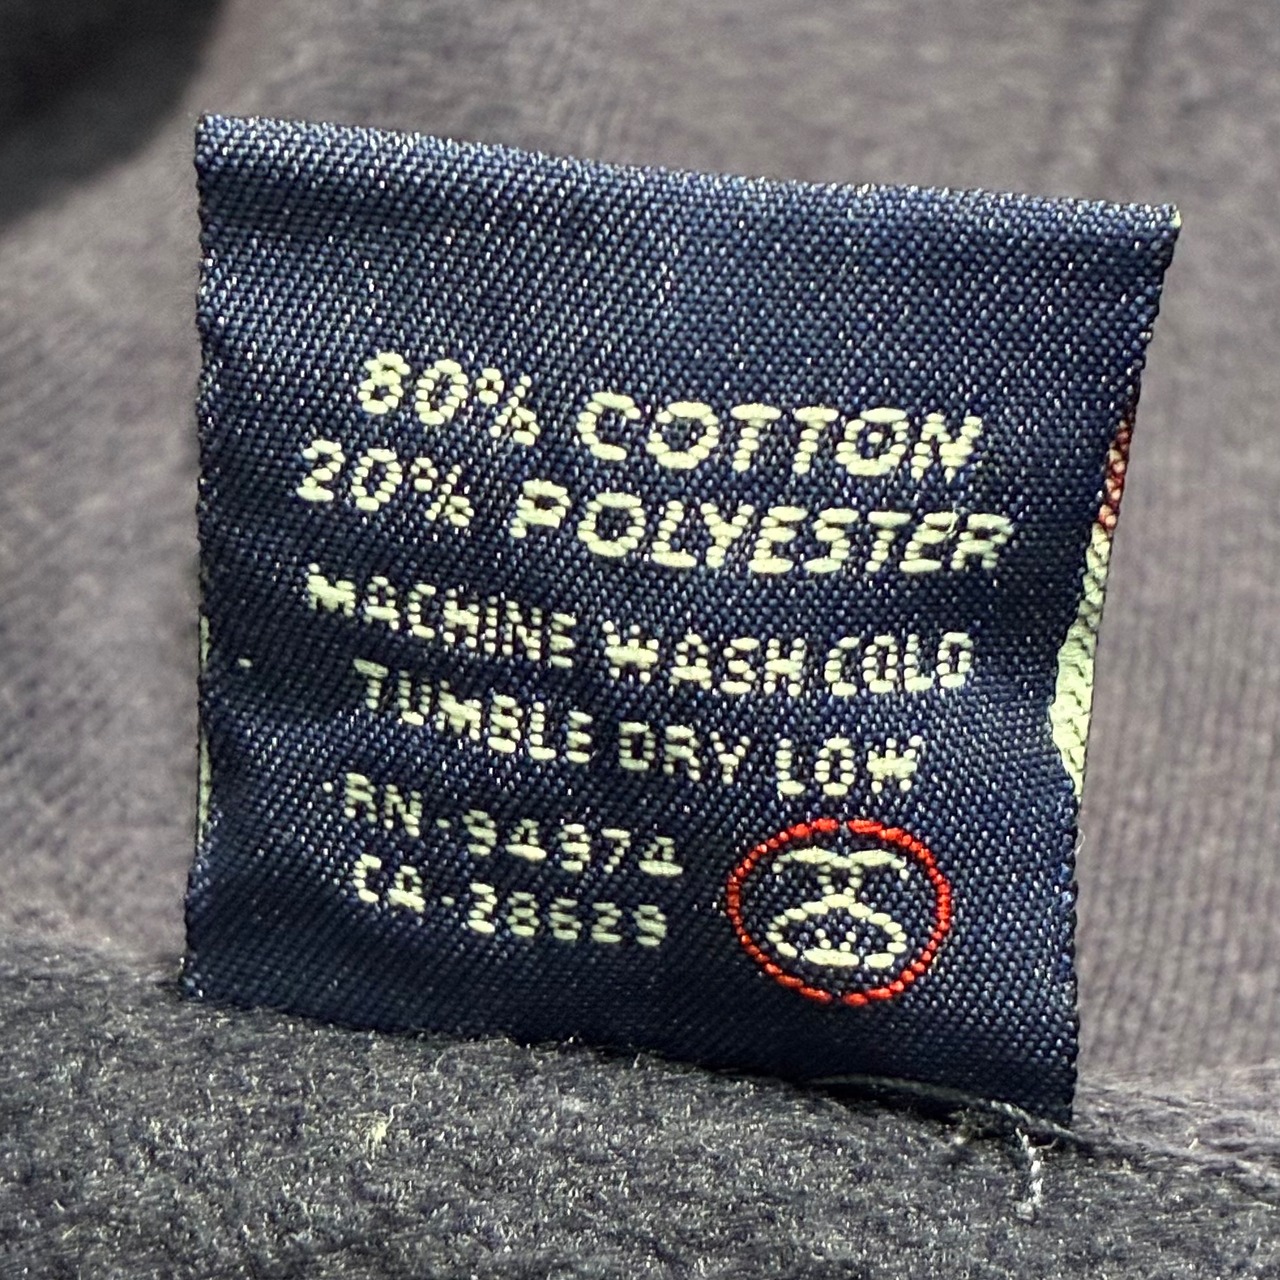 80% COTTON
20% POLYESTER
MACHINE WASH COLD
TUMBLE DRY LOW
RN-94974
CA-28629